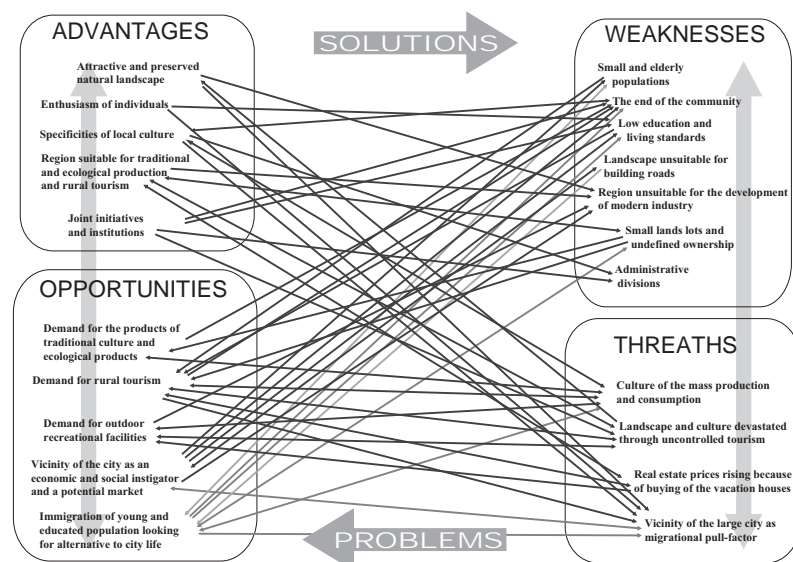 ADVANTAGES
Attractive and preserved
natural landscape
Enthusiasm of individuals
Specificities of local culture
Region suitable for traditional
and ecological production
and rural tourism
Joint initiatives
and institutions
SOLUTIONS
WEAKNESSES
Small and elderly
populations
The end of the community
Low education and
living standards
Landscape unsuitable for
building roads
Region unsuitable for the development
of modern industry
Small lands lots and
undefined ownership
Administrative
divisions
OPPORTUNITIES
Demand for the products of
traditional culture and
ecological products
Demand for rural tourism
Demand for outdoor
recreational facilities
Vicinity of the city as an
economic and social instigator
and a potential market
Immigration of young and
educated population looking
for alternative to city life
THREATHS
Culture of the mass production
and consumption
Landscape and culture devastated
through uncontrolled tourism
Real estate prices rising because
of buying of the vacation houses
Vicinity of the large city as
migrational pull-factor
PROBLEMS